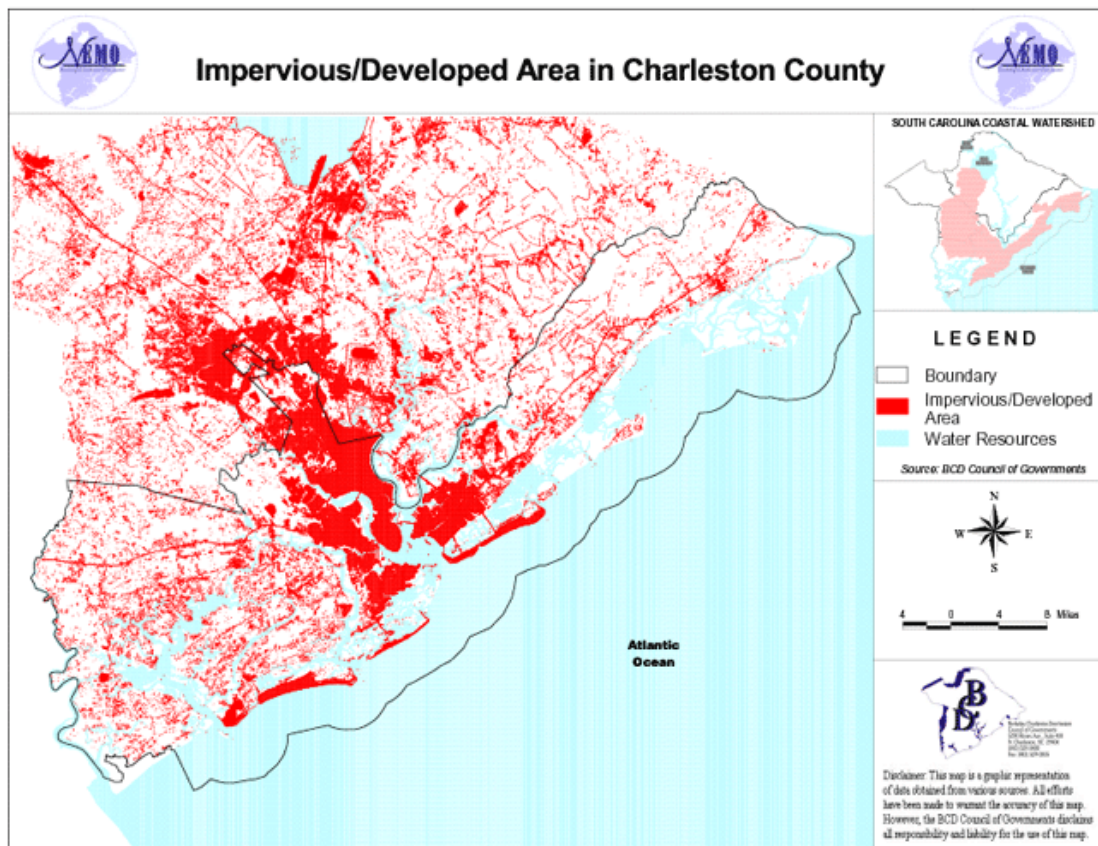 NEMO
Impervious/Developed Area in Charleston County
NEMO
SOUTH CAROLINA COASTAL WATERSHED
LEGEND
Boundary
Impervious/Developed
Area
Water Resources
Source: BCD Council of Governments
N
W E
S
4 0 4 8 Miles
Atlantic
Ocean
BCD
Disclaimer: This map is a graphic representation
of data obtained from various sources. All efforts
have been made to warrant the accuracy of this map.
However, the BCD Council of Governments disclaims
all responsibility and liability for the use of this map.